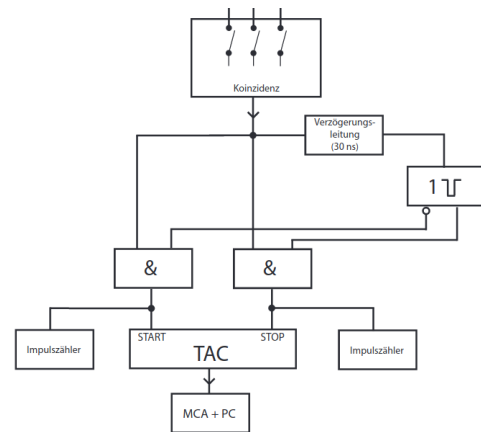 Koinzidenz
Verzögerungs-
leitung
(30 ns)
1
&
&
START
STOP
Impulszähler
TAC
Impulszähler
MCA + PC